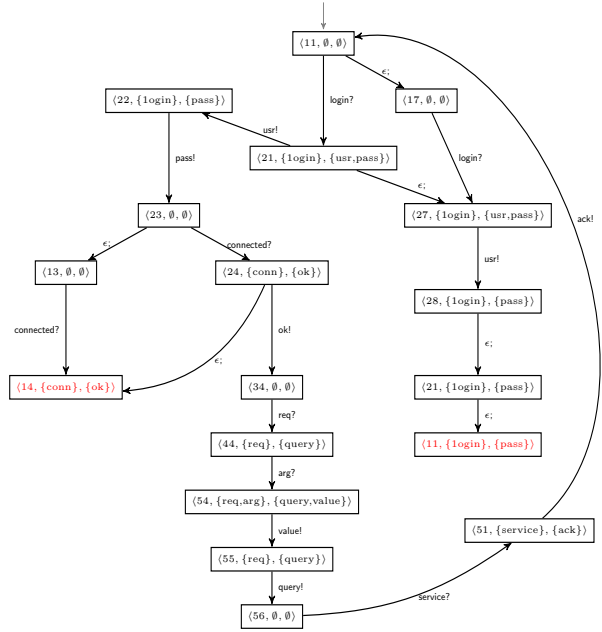 ⟨11, ∅, ∅⟩
ϵ;
⟨22, {login}, {pass}⟩
login?
⟨17, ∅, ∅⟩
usr!
pass!
⟨21, {login}, {usr,pass}⟩
login?
ϵ;
⟨23, ∅, ∅⟩
⟨27, {login}, {usr,pass}⟩
ack!
ϵ;
connected?
usr!
⟨13, ∅, ∅⟩
⟨24, {conn}, {ok}⟩
⟨28, {login}, {pass}⟩
connected?
ok!
ϵ;
ϵ;
⟨14, {conn}, {ok}⟩
⟨34, ∅, ∅⟩
⟨21, {login}, {pass}⟩
req?
ϵ;
⟨44, {req}, {query}⟩
⟨11, {login}, {pass}⟩
arg?
⟨54, {req,arg}, {query,value}⟩
value!
⟨51, {service}, {ack}⟩
⟨55, {req}, {query}⟩
query!
service?
⟨56, ∅, ∅⟩